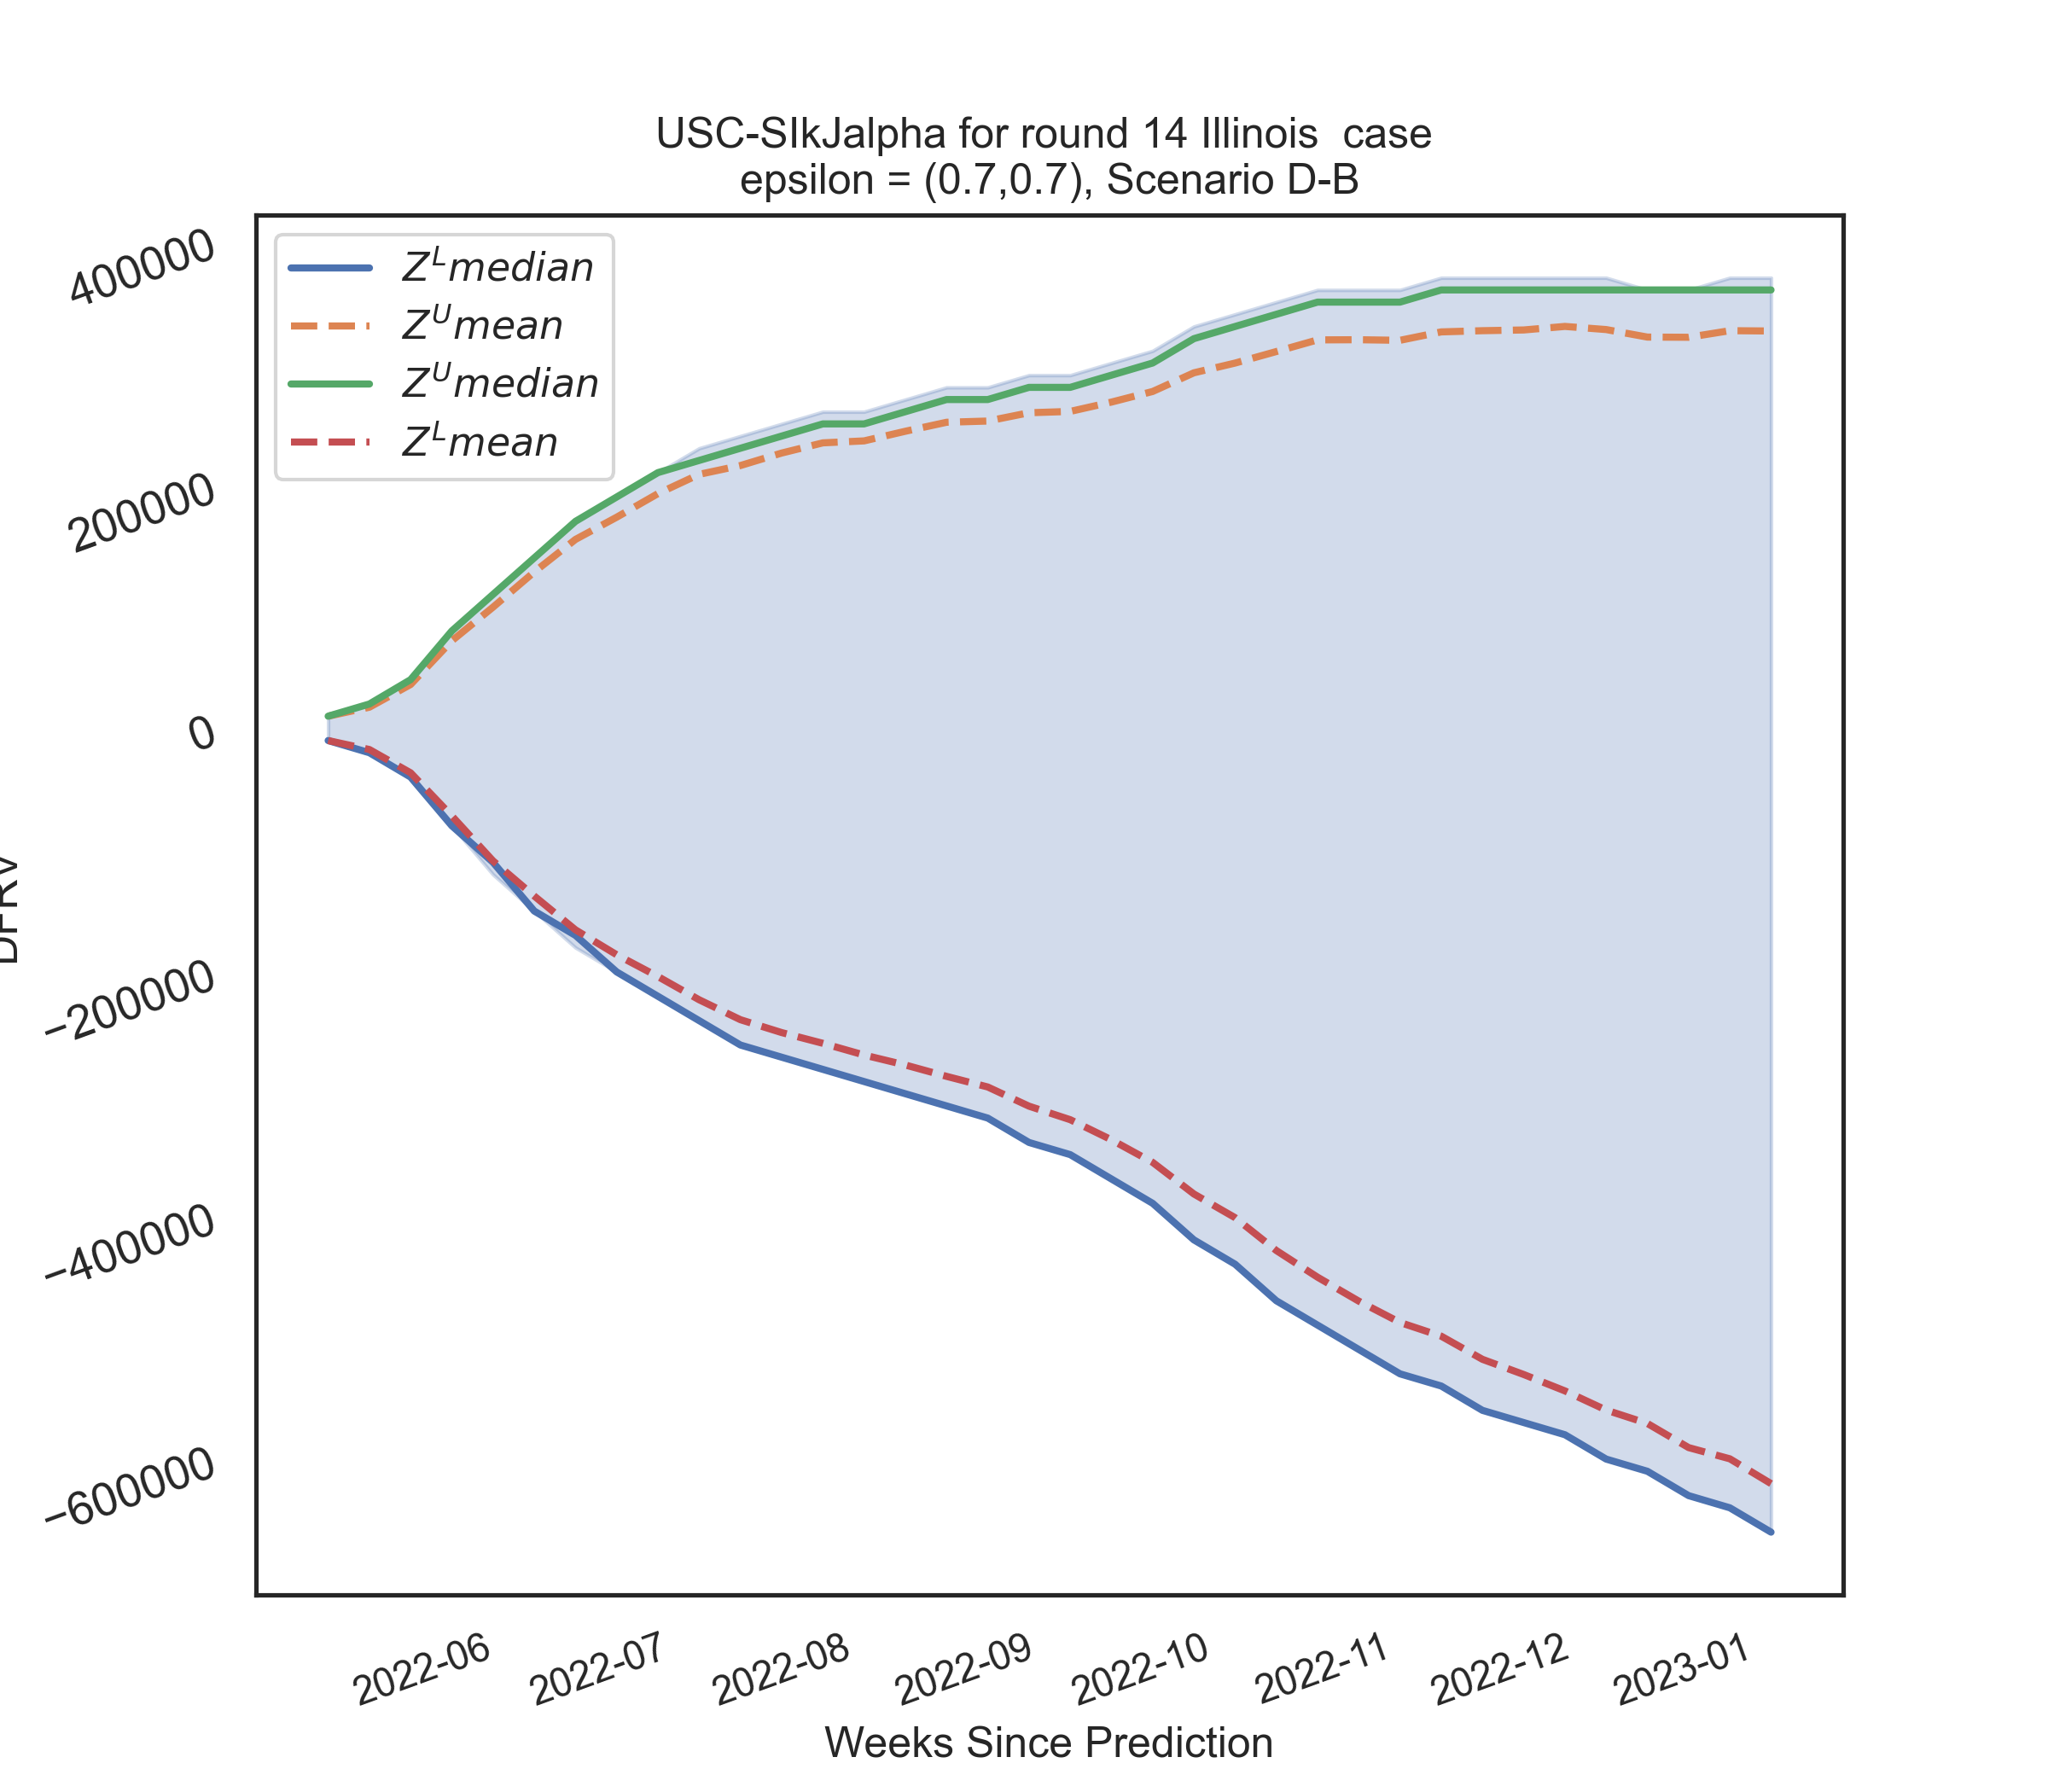 USC-SIkJalpha for round 14 Illinois  case
epsilon = (0.7,0.7), Scenario D-B
Z^L median
Z^U mean
Z^U median
Z^L mean
400000
200000
0
−200000
−400000
−600000
2022-06
2022-07
2022-08
2022-09
2022-10
2022-11
2022-12
2023-01
Weeks Since Prediction